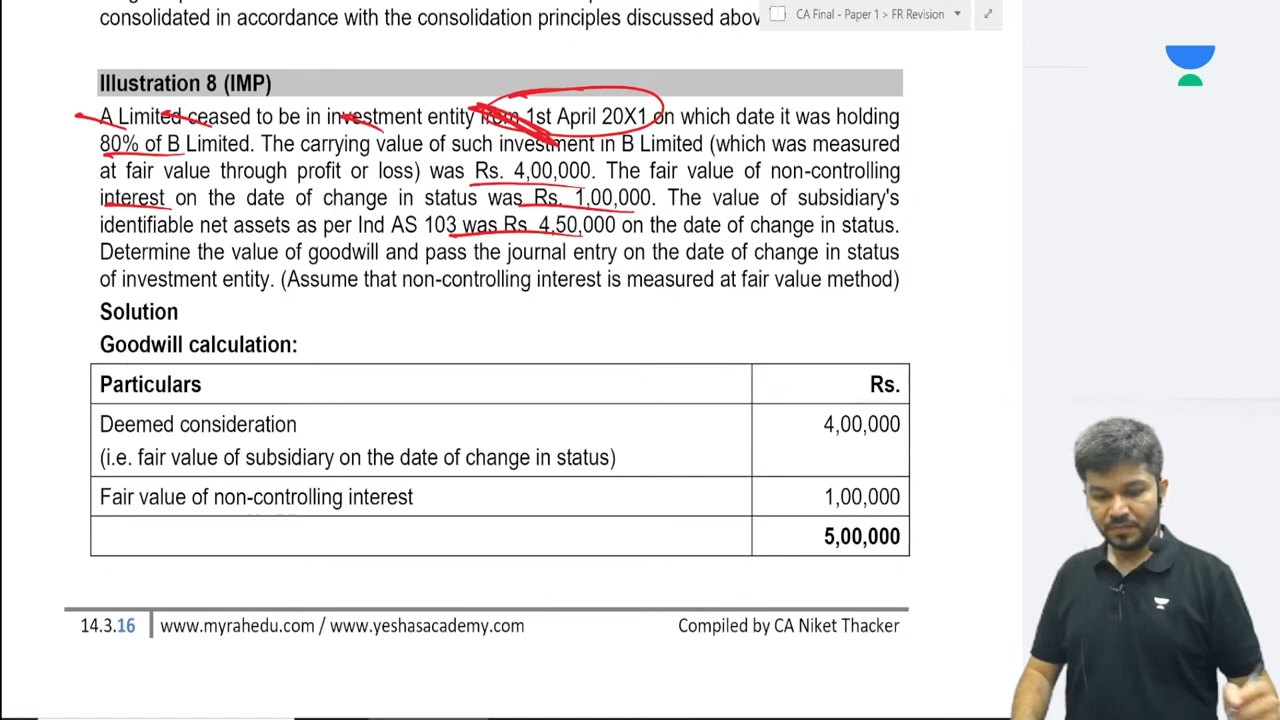 consolidated in accordance with the consolidation principles discussed above
CA Final - Paper 1 > FR Revision
Illustration 8 (IMP)
A Limited ceased to be in investment entity from 1st April 20X1 on which date it was holding
80% of B Limited. The carrying value of such investment in B Limited (which was measured
at fair value through profit or loss) was Rs. 4,00,000. The fair value of non-controlling
interest on the date of change in status was Rs. 1,00,000. The value of subsidiary's
identifiable net assets as per Ind AS 103 was Rs. 4,50,000 on the date of change in status.
Determine the value of goodwill and pass the journal entry on the date of change in status
of investment entity. (Assume that non-controlling interest is measured at fair value method)
Solution
Goodwill calculation:
Particulars Rs.
Deemed consideration 4,00,000
(i.e. fair value of subsidiary on the date of change in status)
Fair value of non-controlling interest 1,00,000
5,00,000
14.3.16 www.myrahedu.com / www.yeshasacademy.com Compiled by CA Niket Thacker